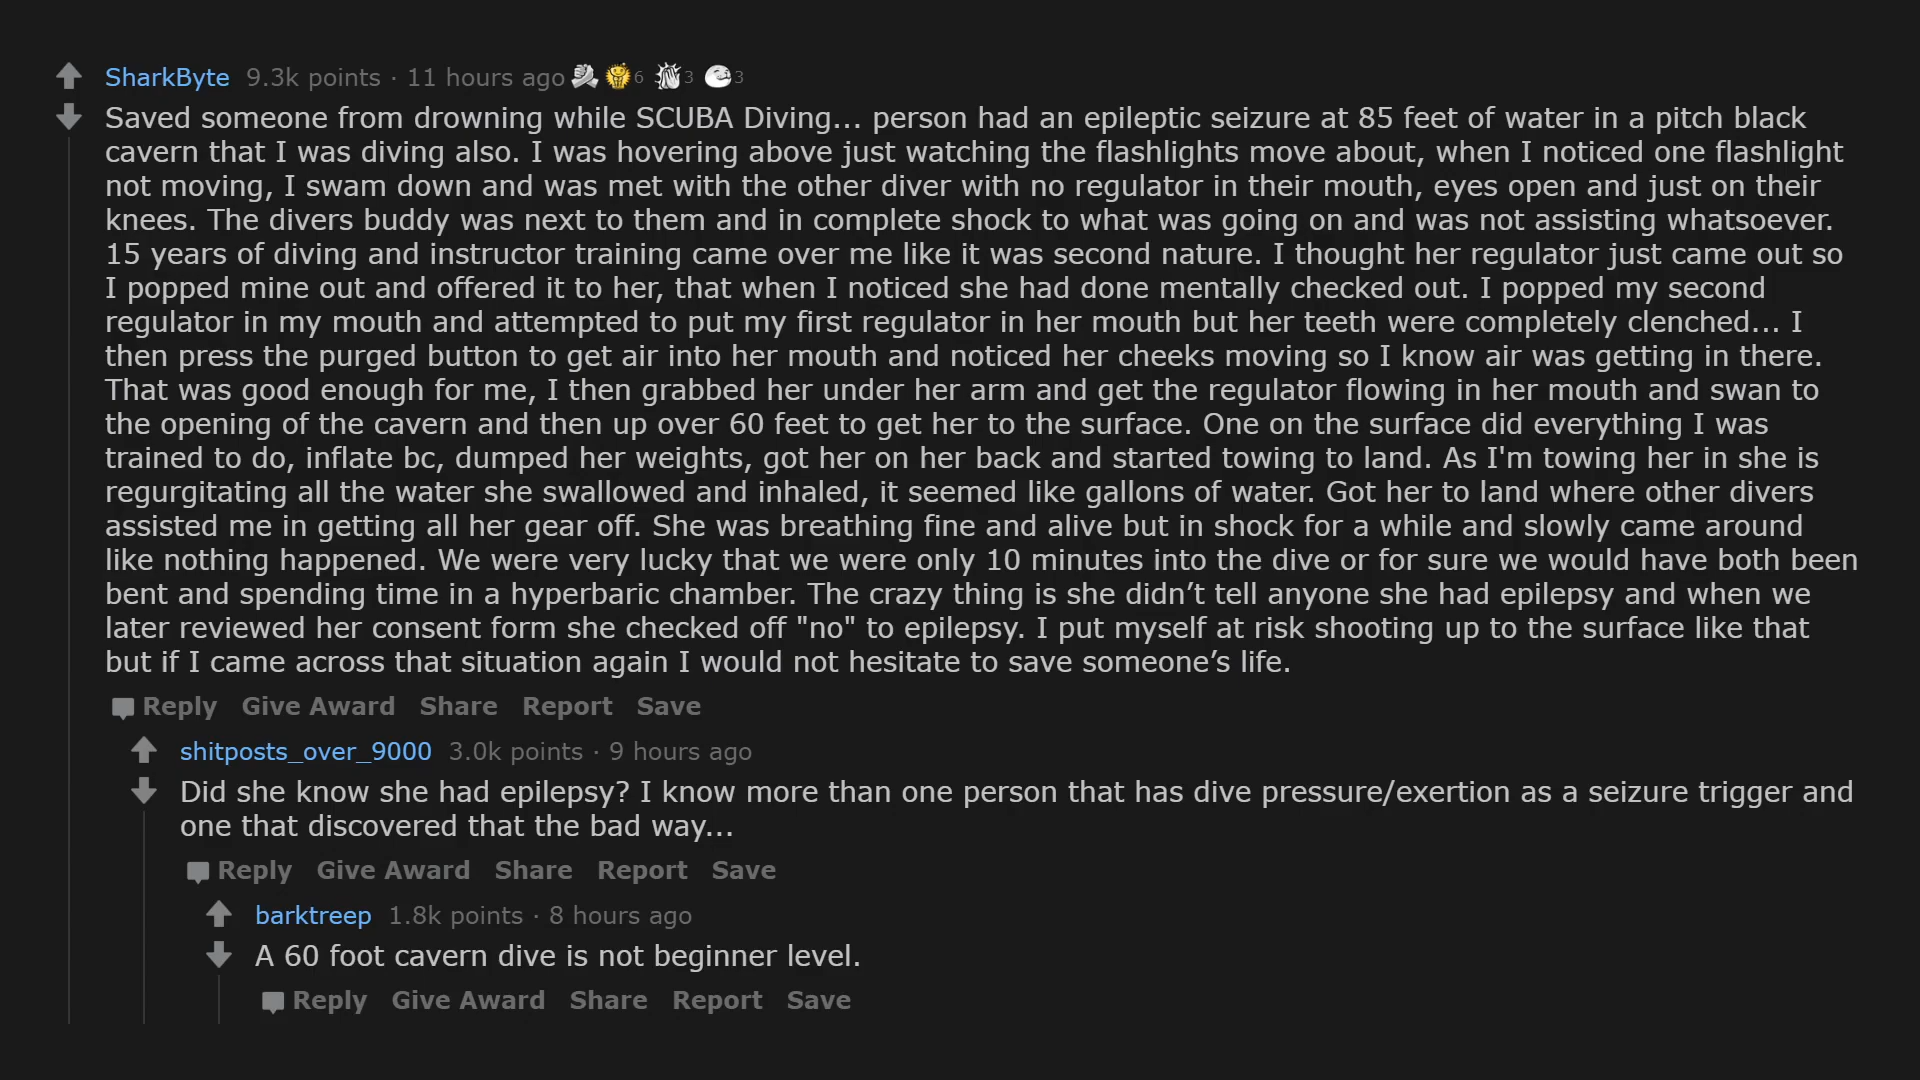 SharkByte 9.3k points · 11 hours ago 6 3 3
Saved someone from drowning while SCUBA Diving... person had an epileptic seizure at 85 feet of water in a pitch black
cavern that I was diving also. I was hovering above just watching the flashlights move about, when I noticed one flashlight
not moving, I swam down and was met with the other diver with no regulator in their mouth, eyes open and just on their
knees. The divers buddy was next to them and in complete shock to what was going on and was not assisting whatsoever.
15 years of diving and instructor training came over me like it was second nature. I thought her regulator just came out so
I popped mine out and offered it to her, that when I noticed she had done mentally checked out. I popped my second
regulator in my mouth and attempted to put my first regulator in her mouth but her teeth were completely clenched... I
then press the purged button to get air into her mouth and noticed her cheeks moving so I know air was getting in there.
That was good enough for me, I then grabbed her under her arm and get the regulator flowing in her mouth and swan to
the opening of the cavern and then up over 60 feet to get her to the surface. One on the surface did everything I was
trained to do, inflate bc, dumped her weights, got her on her back and started towing to land. As I'm towing her in she is
regurgitating all the water she swallowed and inhaled, it seemed like gallons of water. Got her to land where other divers
assisted me in getting all her gear off. She was breathing fine and alive but in shock for a while and slowly came around
like nothing happened. We were very lucky that we were only 10 minutes into the dive or for sure we would have both been
bent and spending time in a hyperbaric chamber. The crazy thing is she didn’t tell anyone she had epilepsy and when we
later reviewed her consent form she checked off "no" to epilepsy. I put myself at risk shooting up to the surface like that
but if I came across that situation again I would not hesitate to save someone’s life.
Reply Give Award Share Report Save
shitposts_over_9000 3.0k points · 9 hours ago
Did she know she had epilepsy? I know more than one person that has dive pressure/exertion as a seizure trigger and
one that discovered that the bad way...
Reply Give Award Share Report Save
barktreep 1.8k points · 8 hours ago
A 60 foot cavern dive is not beginner level.
Reply Give Award Share Report Save